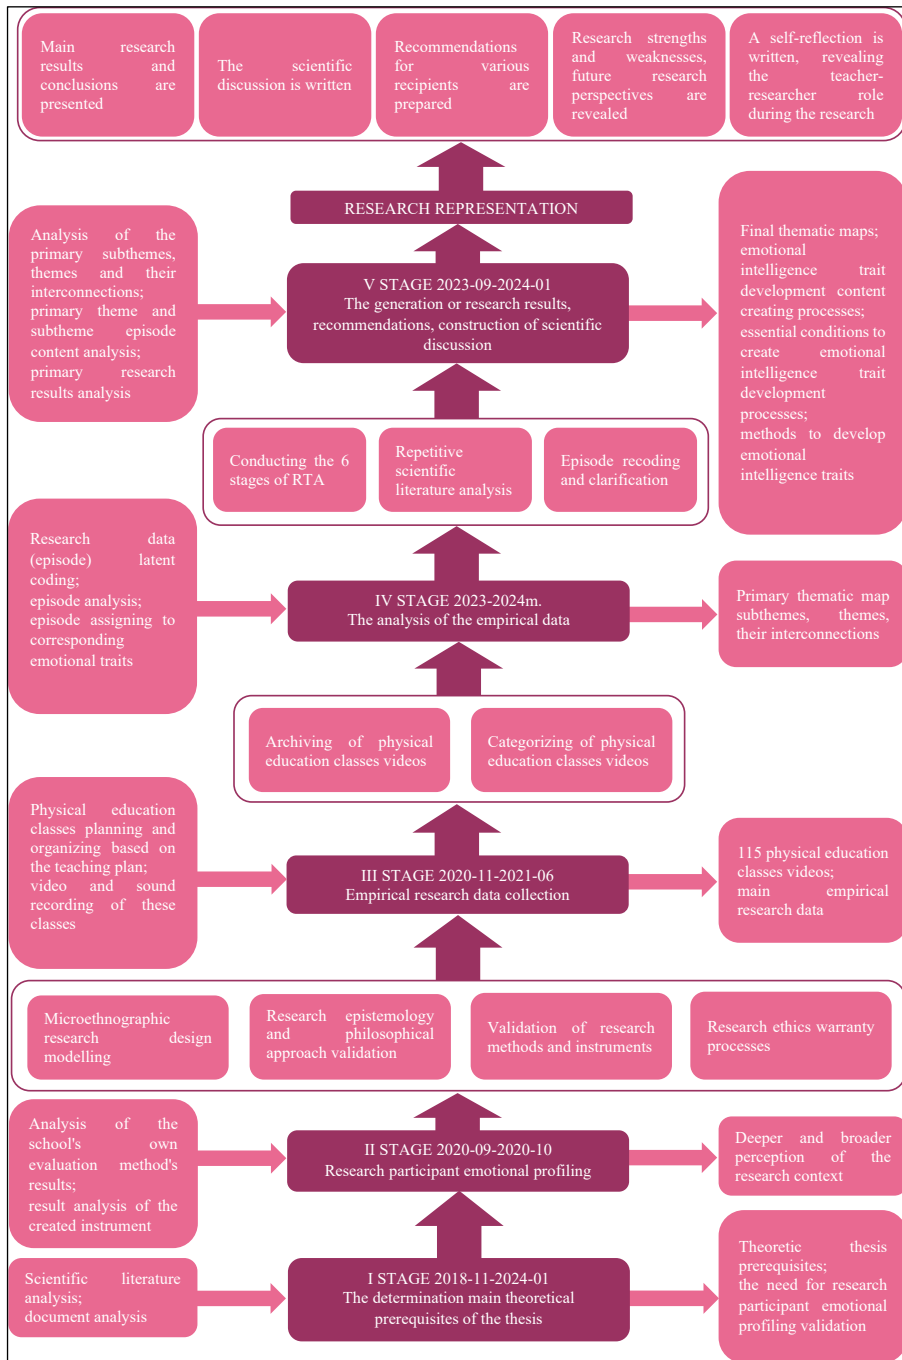 Main research
results and
conclusions are
presented
The scientific
discussion is written
Recommendations
for various
recipients are
prepared
Research strengths
and weaknesses,
future research
perspectives are
revealed
A self-reflection is
written, revealing
the teacher-
researcher role
during the research
RESEARCH REPRESENTATION
Analysis of the
primary subthemes,
themes and their
interconnections;
primary theme and
subtheme episode
content analysis;
primary research
results analysis
V STAGE 2023-09-2024-01
The generation or research results,
recommendations, construction of scientific
discussion
Final thematic maps;
emotional
intelligence trait
development content
creating processes;
essential conditions to
create emotional
intelligence trait
development
processes;
methods to develop
emotional
intelligence traits
Conducting the 6
stages of RTA
Repetitive
scientific
literature analysis
Episode recoding
and clarification
Research data
(episode) latent
coding;
episode analysis;
episode assigning to
corresponding
emotional traits
IV STAGE 2023-2024m.
The analysis of the empirical data
Primary thematic map
subthemes, themes,
their interconnections
Archiving of physical
education classes videos
Categorizing of physical
education classes videos
Physical education
classes planning and
organizing based on
the teaching plan;
video and sound
recording of these
classes
III STAGE 2020-11-2021-06
Empirical research data collection
115 physical education
classes videos;
main empirical
research data
Microethnographic
research design
modelling
Research epistemology
and philosophical
approach validation
Validation of research
methods and instruments
Research ethics warranty
processes
Analysis of the
school's own
evaluation method's
results;
result analysis of the
created instrument
II STAGE 2020-09-2020-10
Research participant emotional profiling
Deeper and broader
perception of the
research context
Scientific literature
analysis;
document analysis
I STAGE 2018-11-2024-01
The determination main theoretical
prerequisites of the thesis
Theoretic thesis
prerequisites;
the need for research
participant emotional
profiling validation